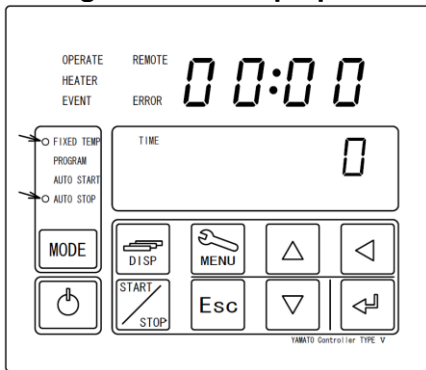 OPERATE REMOTE
HEATER
EVENT ERROR
00:00
FIXED TEMP
PROGRAM
AUTO START
AUTO STOP
TIME
0
MODE
DISP
MENU
START
STOP
Esc
YAMATO Controller TYPE V